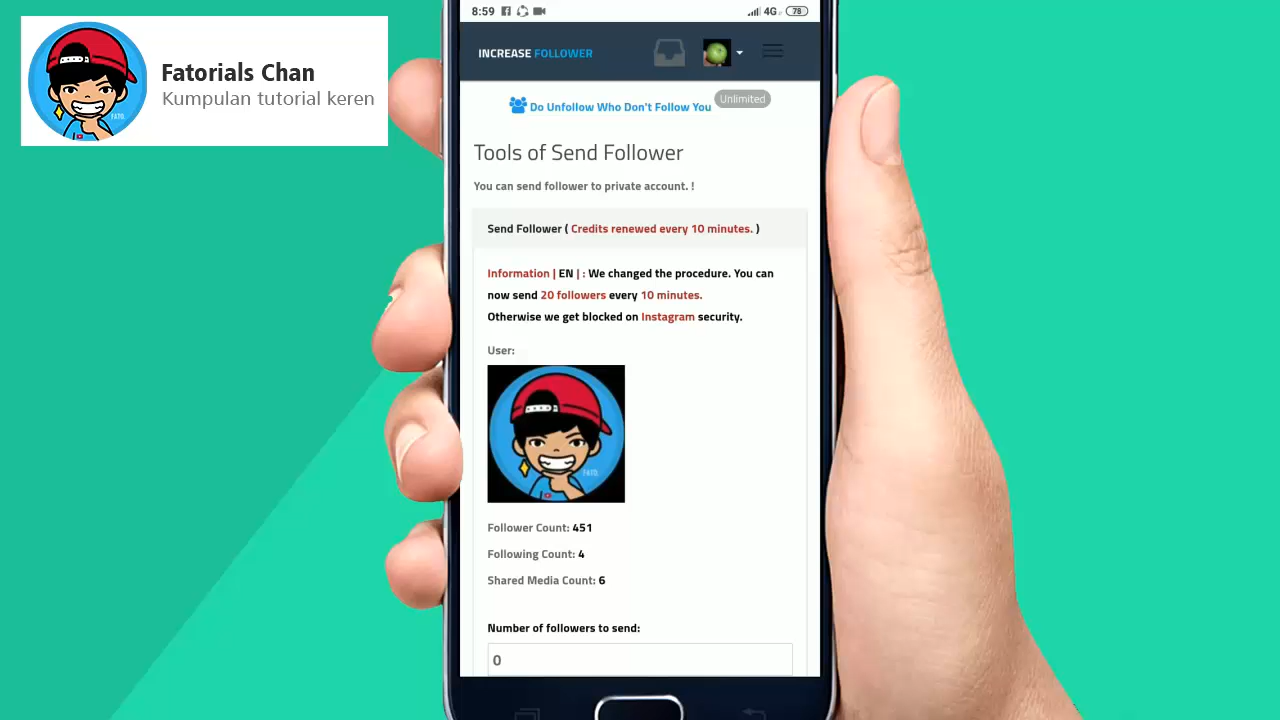 Fatorials Chan
Kumpulan tutorial keren
8:59
4G
78
INCREASE FOLLOWER
Do Unfollow Who Don't Follow You
Unlimited
Tools of Send Follower
You can send follower to private account. !
Send Follower ( Credits renewed every 10 minutes. )
Information | EN | : We changed the procedure. You can
now send 20 followers every 10 minutes.
Otherwise we get blocked on Instagram security.
User:
FATO.
Follower Count: 451
Following Count: 4
Shared Media Count: 6
Number of followers to send:
0